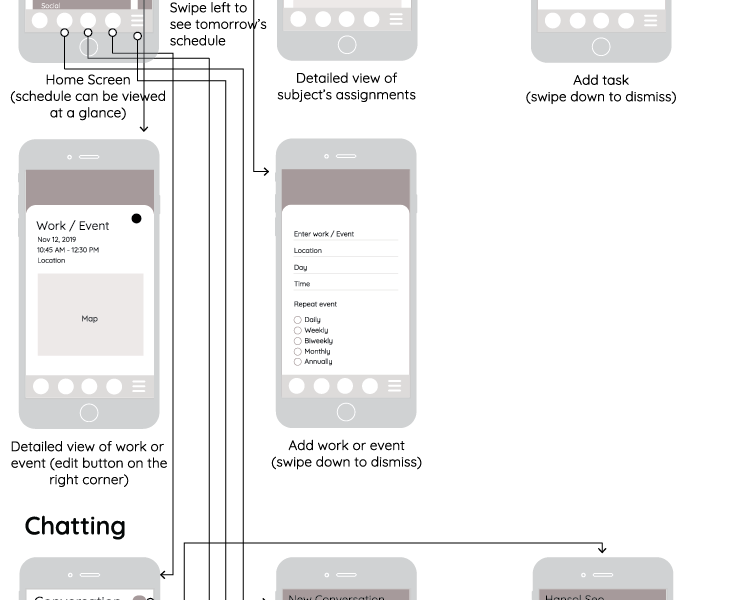 Social
Swipe left to
see tomorrow's
schedule
Home Screen
(schedule can be viewed
at a glance)
Detailed view of
subject's assignments
Add task
(swipe down to dismiss)
Work / Event
Nov 12, 2019
10:45 AM - 12:30 PM
Location
Map
Enter work / Event
Location
Day
Time
Repeat event
Daily
Weekly
Biweekly
Monthly
Annually
Detailed view of work or
event (edit button on the
right corner)
Add work or event
(swipe down to dismiss)
Chatting
Conversation
New Conversation
Hansol Seo